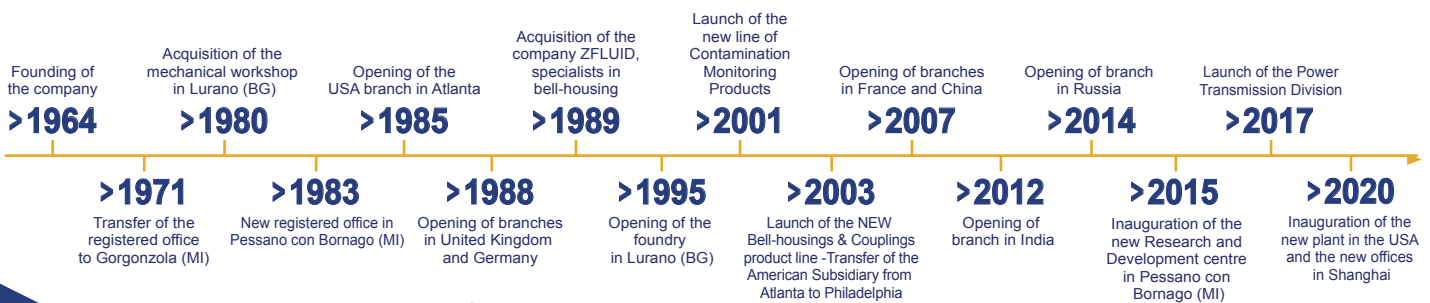 Founding of
the company
>1964
>1971
Transfer of the
registered office
to Gorgonzola (MI)
Acquisition of the
mechanical workshop
in Lurano (BG)
>1980
>1983
New registered office in
Pessano con Bornago (MI)
Opening of the
USA branch in Atlanta
>1985
>1988
Opening of branches
in United Kingdom
and Germany
Acquisition of the
company ZFLUID,
specialists in
bell-housing
>1989
>1995
Opening of the
foundry
in Lurano (BG)
Launch of the
new line of
Contamination
Monitoring
Products
>2001
>2003
Launch of the NEW
Bell-housings & Couplings
product line -Transfer of the
American Subsidiary from
Atlanta to Philadelphia
Opening of branches
in France and China
>2007
>2012
Opening of
branch in India
Opening of branch
in Russia
>2014
>2015
Inauguration of the
new Research and
Development centre
in Pessano con
Bornago (MI)
Launch of the Power
Transmission Division
>2017
>2020
Inauguration of the
new plant in the USA
and the new offices
in Shanghai